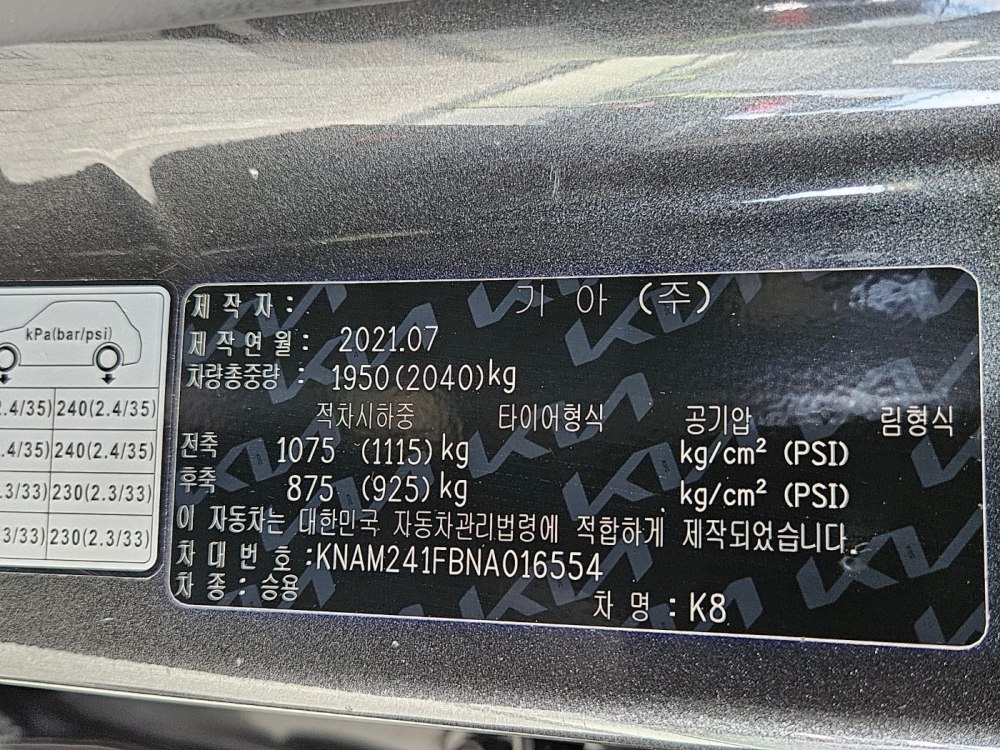 kPa(bar/psi)
2.4/35) 240(2.4/35)
.4/35) 240(2.4/35)
.3/33) 230(2.3/33)
.3/33) 230(2.3/33)
제 작 자 : 기 아 (주)
제 작 연 월 : 2021.07
차량총중량 : 1950(2040)kg
적차시하중 타이어형식 공기압 림형식
전축 1075 (1115)kg kg/cm² (PSI)
후축 875 (925)kg kg/cm² (PSI)
이 자동차는 대한민국 자동차관리법령에 적합하게 제작되었습니다.
차 대 번 호 :KNAM241FBNA016554
차 종 : 승용 차 명 : K8